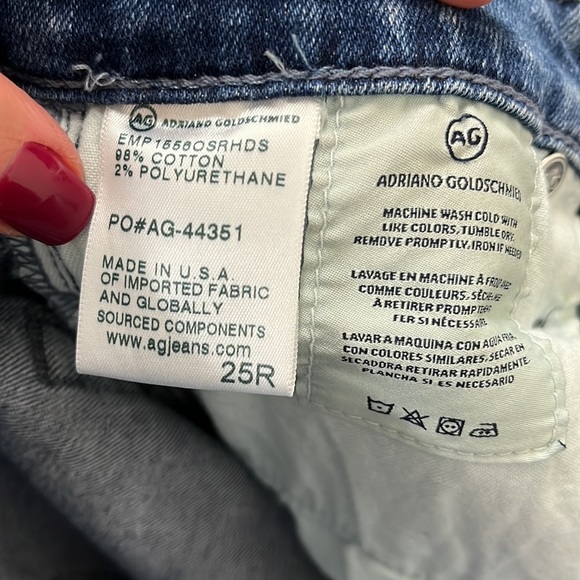 AG ADRIANO GOLDSCHMIED
EMP15560SRHDS
98% COTTON
2% POLYURETHANE
PO#AG-44351
MADE IN U.S.A.
OF IMPORTED FABRIC
AND GLOBALLY
SOURCED COMPONENTS
www.agjeans.com
25R
AG
ADRIANO GOLDSCHMIED
MACHINE WASH COLD WITH
LIKE COLORS, TUMBLE DRY,
REMOVE PROMPTLY, IRON IF NEEDED
LAVAGE EN MACHINE À FROIDE
COMME COULEURS, SÉCHER
À RETIRER PROMPTEMENT
FER SI NÉCESSAIRE
LAVAR A MAQUINA CON AGUA FRIA
CON COLORES SIMILARES, SECAR EN
SECADORA RETIRAR RAPIDAMENTE,
PLANCHA SI ES NECESARIO